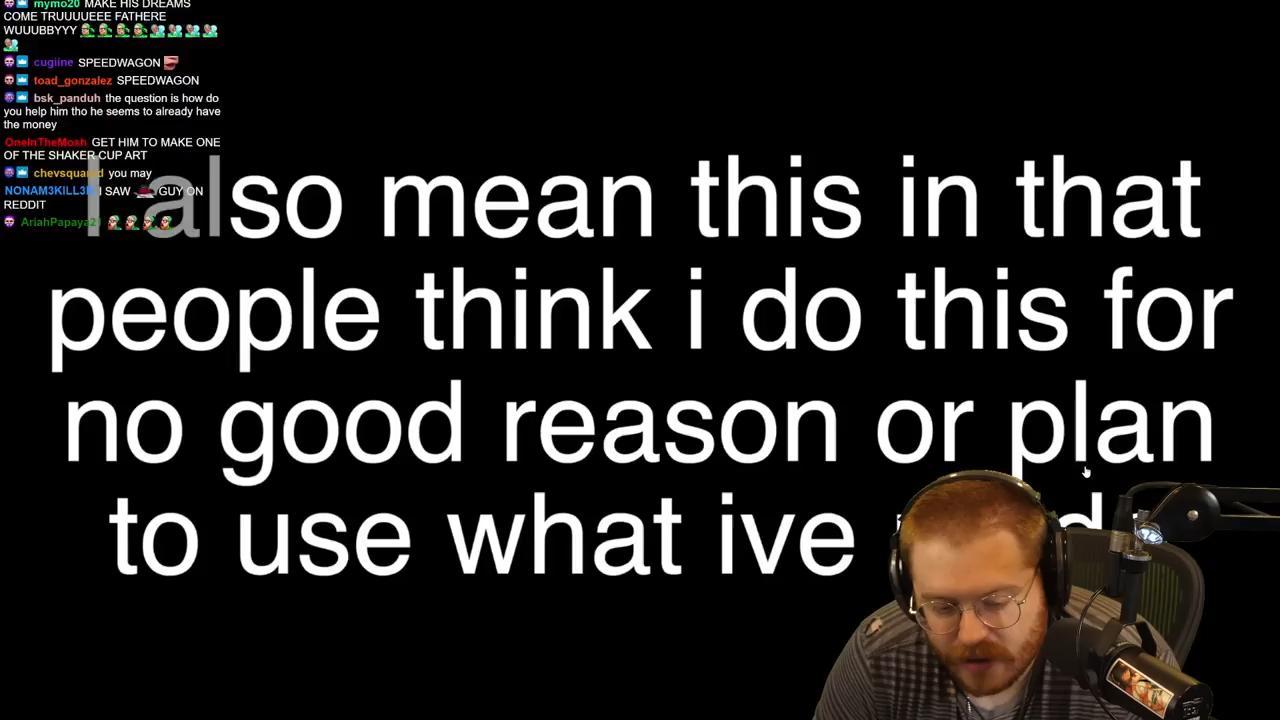 mymo20 MAKE HIS DREAMS
COME TRUUUUEEE FATHERE
WUUUBBYYY
cugiine SPEEDWAGON
toad_gonzalez SPEEDWAGON
bsk_panduh the question is how do
you help him tho he seems to already have
the money
OneInTheMosh GET HIM TO MAKE ONE
OF THE SHAKER CUP ART
you may
I SAW GUY ON
REDDIT
I also mean this in that
people think i do this for
no good reason or plan
to use what ive